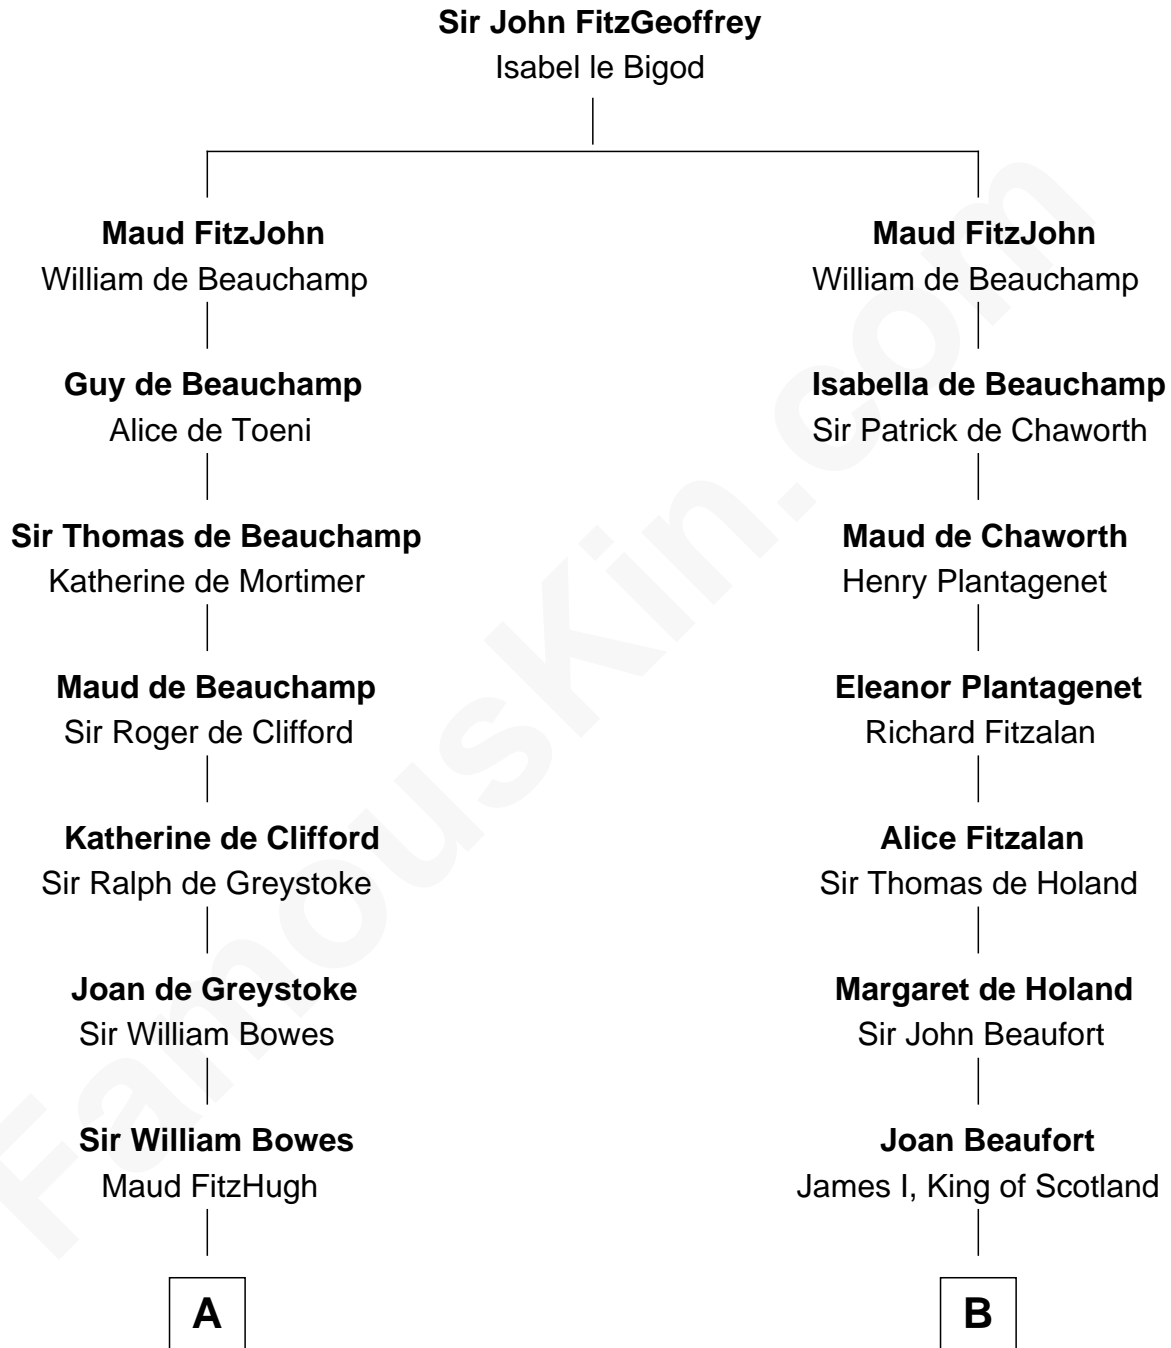 Sir John FitzGeoffrey
Isabel le Bigod
Maud FitzJohn
William de Beauchamp
Guy de Beauchamp
Alice de Toeni
Sir Thomas de Beauchamp
Katherine de Mortimer
Maud de Beauchamp
Sir Roger de Clifford
Katherine de Clifford
Sir Ralph de Greystoke
Joan de Greystoke
Sir William Bowes
Sir William Bowes
Maud FitzHugh
A
Maud FitzJohn
William de Beauchamp
Isabella de Beauchamp
Sir Patrick de Chaworth
Maud de Chaworth
Henry Plantagenet
Eleanor Plantagenet
Richard Fitzalan
Alice Fitzalan
Sir Thomas de Holand
Margaret de Holand
Sir John Beaufort
Joan Beaufort
James I, King of Scotland
B
FamousKin.com